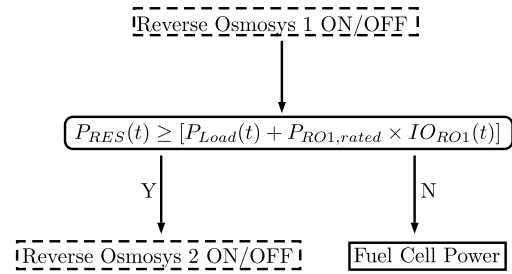 Reverse Osmosys 1 ON/OFF
P_{RES}(t) ≥ [P_{Load}(t) + P_{RO1,rated} × IO_{RO1}(t)]
Y
N
Reverse Osmosys 2 ON/OFF
Fuel Cell Power